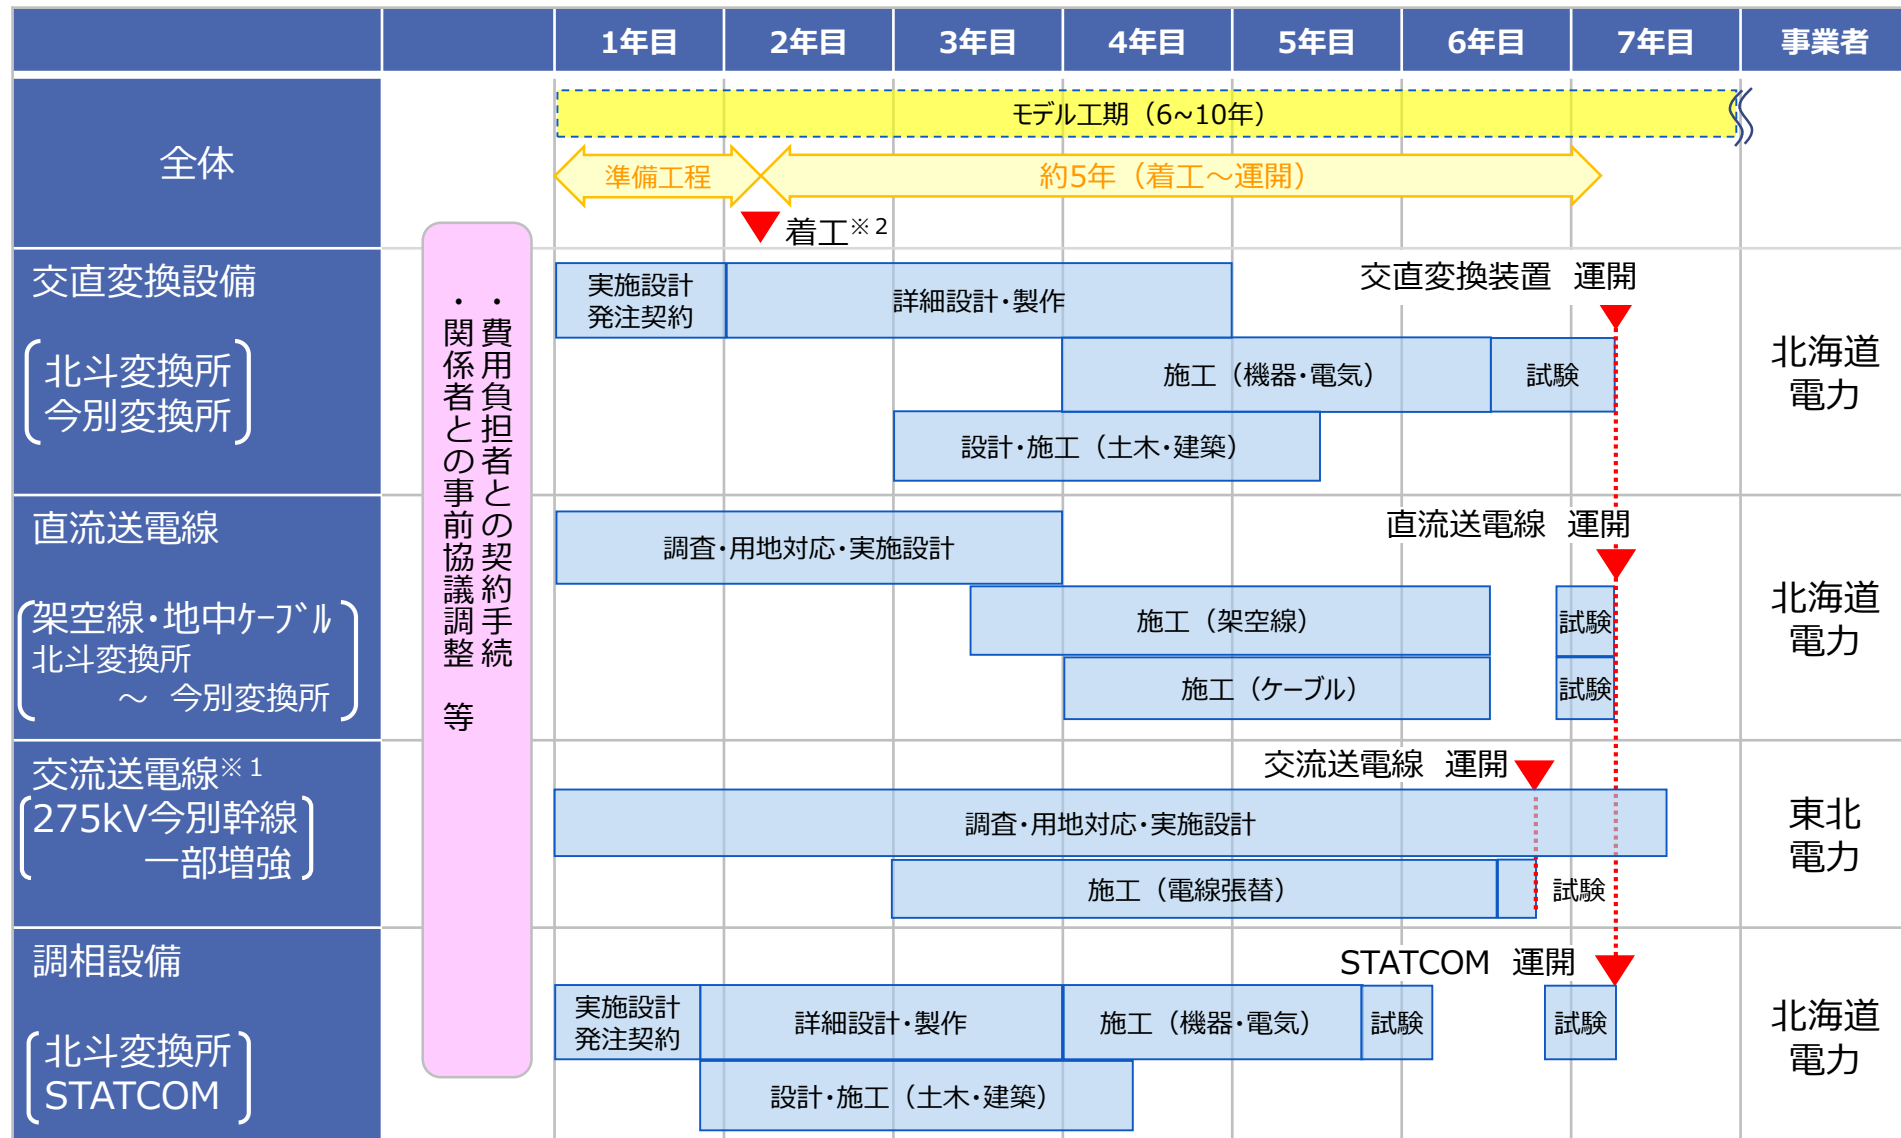 1年目 2年目 3年目 4年目 5年目 6年目 7年目 事業者
全体
モデル工期（6~10年）
準備工程
約5年（着工～運開）
着工※2
・費用負担者との契約手続
・関係者との事前協議調整　等
交直変換設備
北斗変換所
今別変換所
実施設計
発注契約
詳細設計･製作
交直変換装置　運開
施工（機器･電気）
試験
設計･施工（土木･建築）
北海道
電力
直流送電線
架空線･地中ｹｰﾌﾞﾙ
北斗変換所
～　今別変換所
調査･用地対応･実施設計
直流送電線　運開
施工（架空線）
試験
施工（ケーブル）
試験
北海道
電力
交流送電線※1
275kV今別幹線
一部増強
交流送電線　運開
調査･用地対応･実施設計
施工（電線張替）
試験
東北
電力
調相設備
北斗変換所
STATCOM
STATCOM　運開
実施設計
発注契約
詳細設計･製作
施工（機器･電気）
試験
試験
設計･施工（土木･建築）
北海道
電力